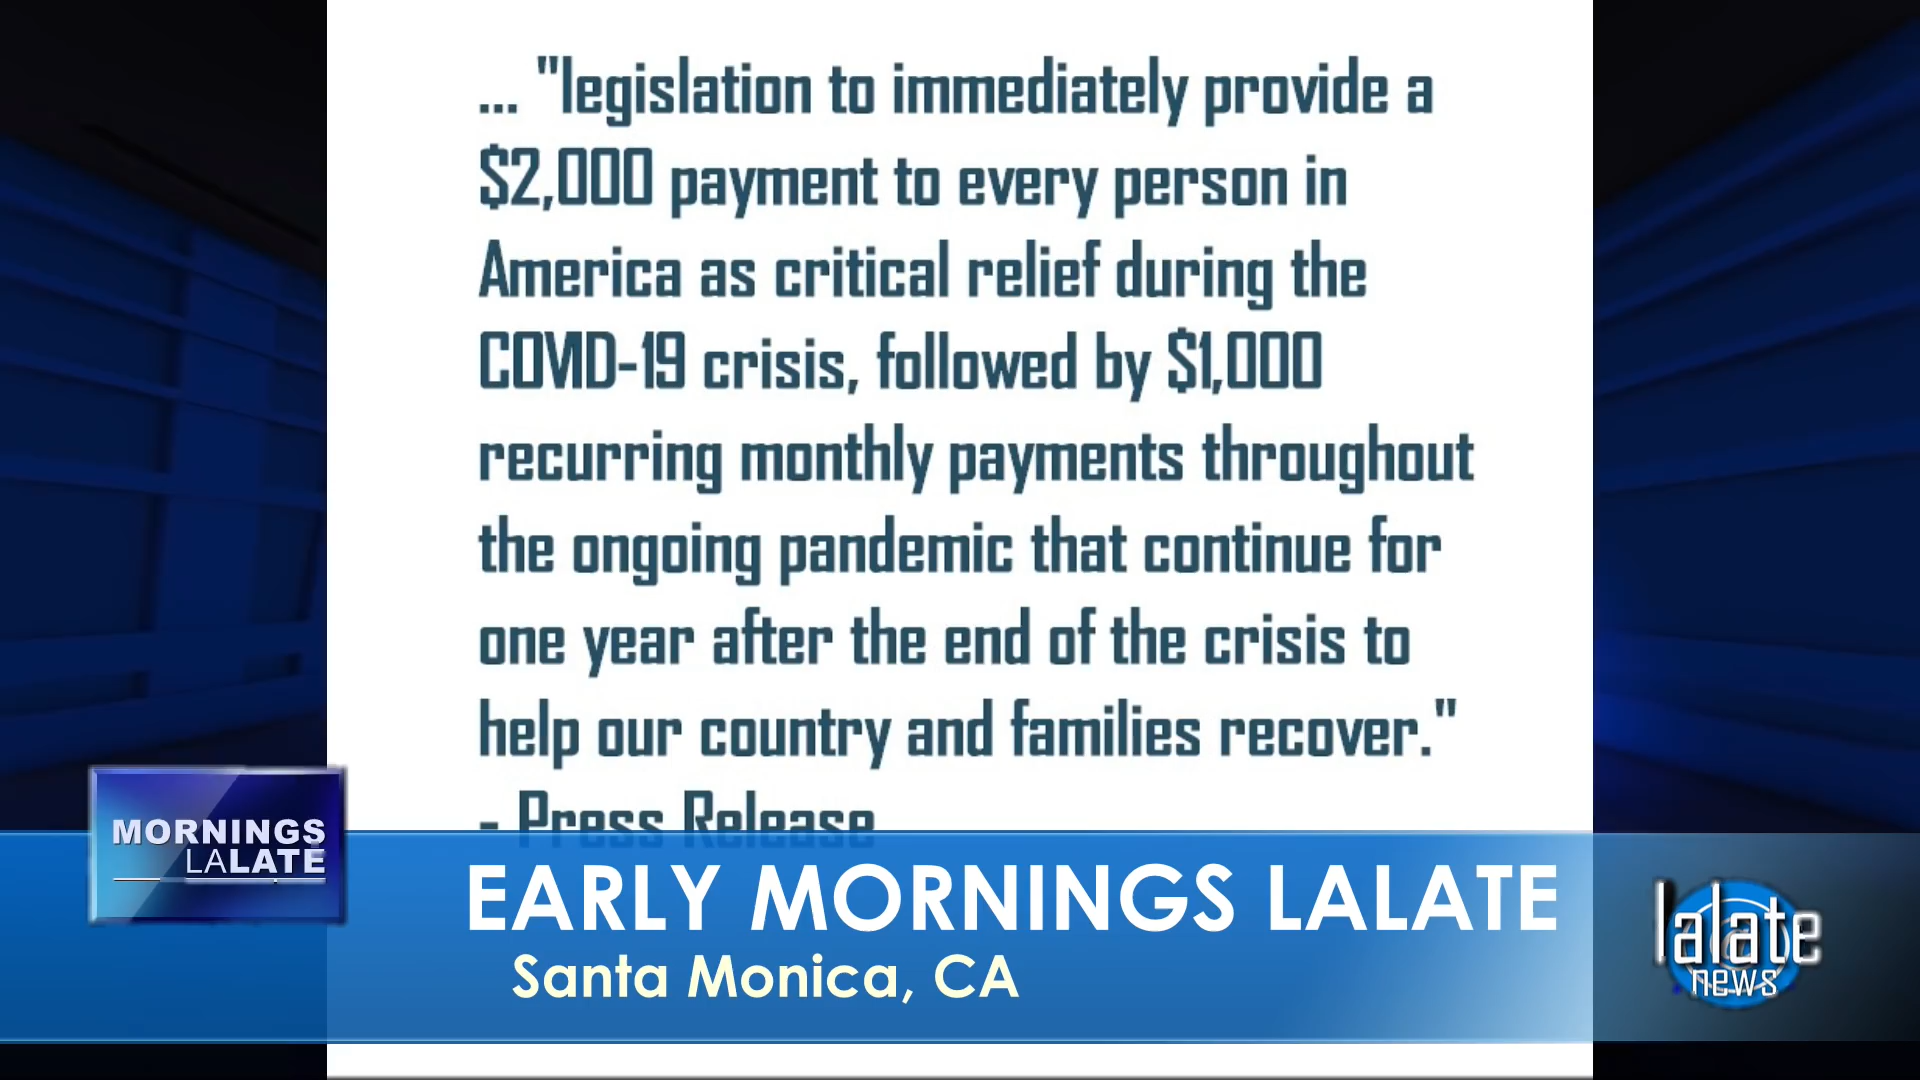 ... "legislation to immediately provide a
$2,000 payment to every person in
America as critical relief during the
COVID-19 crisis, followed by $1,000
recurring monthly payments throughout
the ongoing pandemic that continue for
one year after the end of the crisis to
help our country and families recover."
- Press Release
MORNINGS
LALATE
EARLY MORNINGS LALATE
Santa Monica, CA
lalate
news